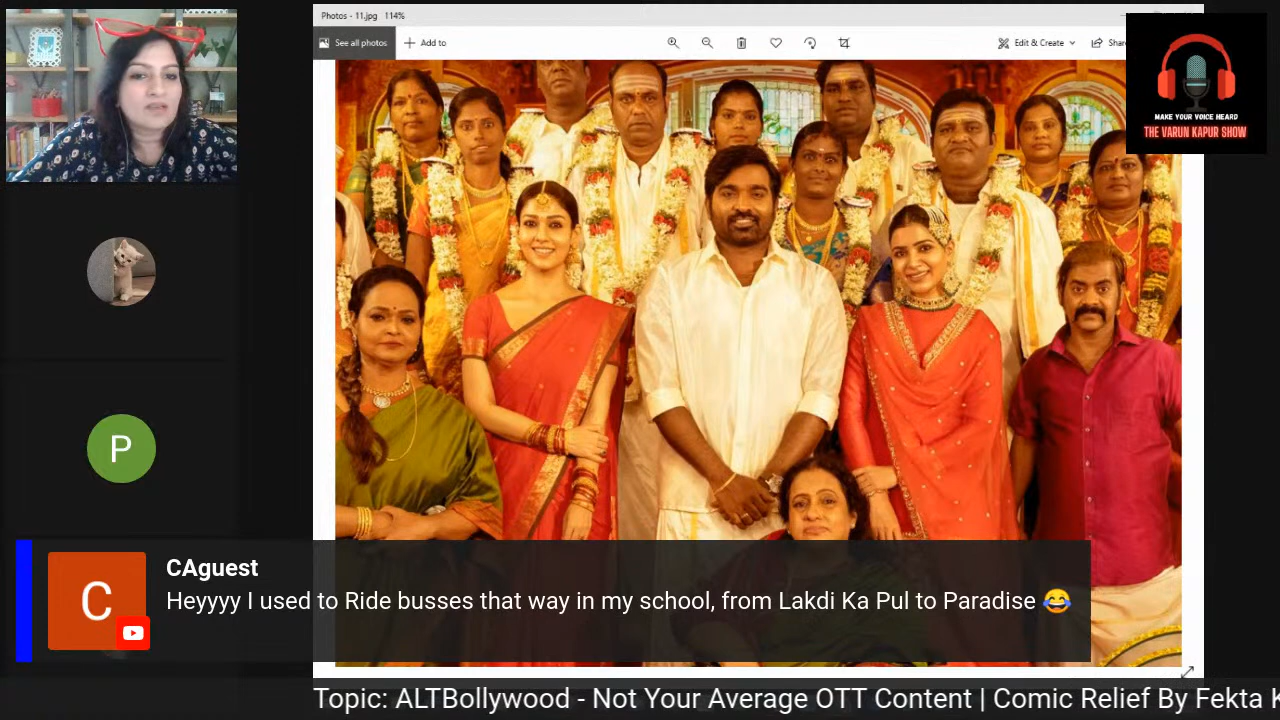 Photos - 11.jpg 114%
See all photos
Add to
Edit & Create
Shar
MAKE YOUR VOICE HEARD
THE VARUN KAPUR SHOW
P
C
CAguest
Heyyyy I used to Ride busses that way in my school, from Lakdi Ka Pul to Paradise 😂
Topic: ALTBollywood - Not Your Average OTT Content | Comic Relief By Fekta K